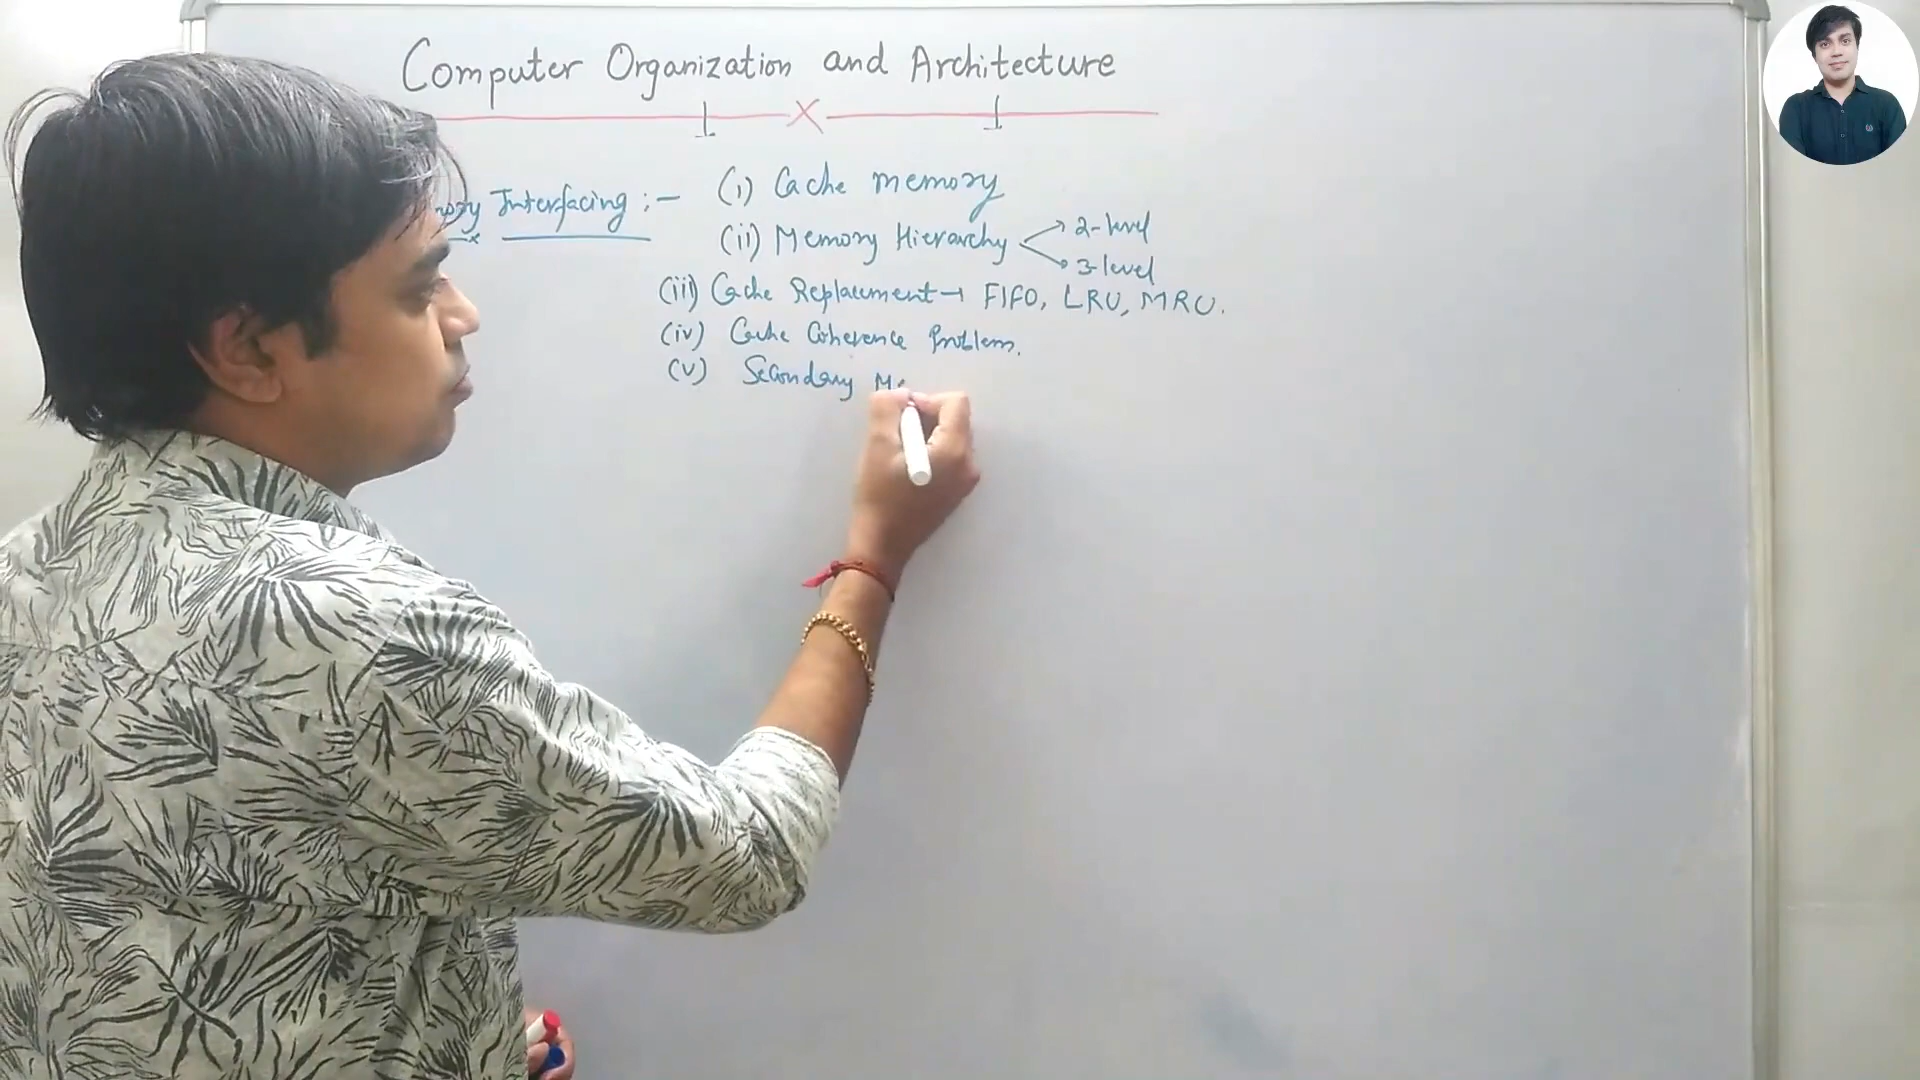 Computer Organization and Architecture
Interfacing :- (i) Cache memory
(ii) Memory Hierarchy → 2-level
→ 3-level
(iii) Cache Replacement → FIFO, LRU, MRU.
(iv) Cache Coherence Problem.
(v) Secondary Me